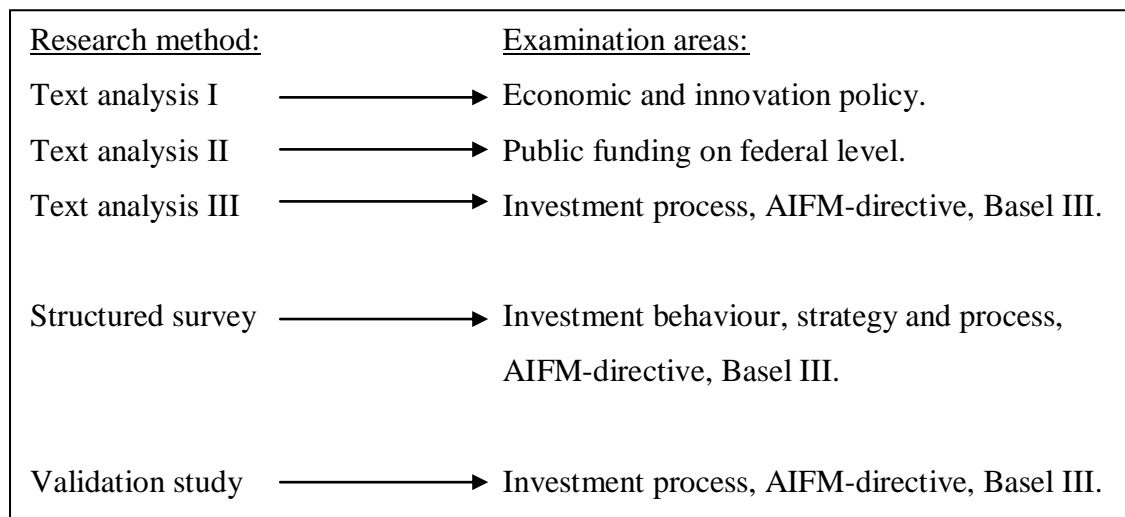 Research method: Examination areas:
Text analysis I Economic and innovation policy.
Text analysis II Public funding on federal level.
Text analysis III Investment process, AIFM-directive, Basel III.
Structured survey Investment behaviour, strategy and process,
AIFM-directive, Basel III.
Validation study Investment process, AIFM-directive, Basel III.